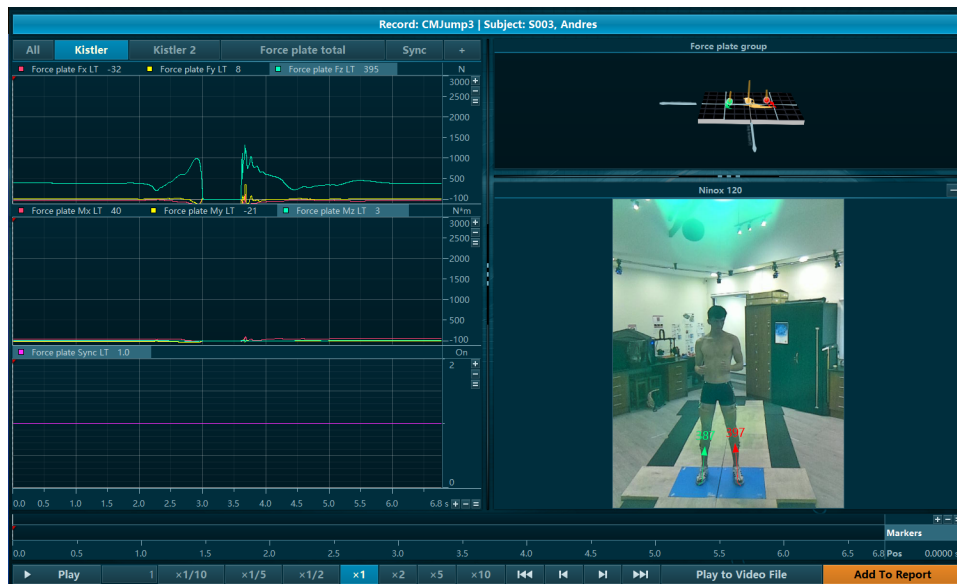 Record: CMJump3 | Subject: S003, Andres
All Kistler Kistler 2 Force plate total Sync +
Force plate Fx LT -32 Force plate Fy LT 8 Force plate Fz LT 395 N
3000
2500
2000
1500
1000
500
-100
Force plate Mx LT 40 Force plate My LT -21 Force plate Mz LT 3 N*m
3000
2500
2000
1500
1000
500
-100
Force plate Sync LT 1.0 On
2
0
0.0 0.5 1.0 1.5 2.0 2.5 3.0 3.5 4.0 4.5 5.0 5.5 6.0 6.8 s
Force plate group
Ninox 120
Markers
0.0 0.5 1.0 1.5 2.0 2.5 3.0 3.5 4.0 4.5 5.0 5.5 6.0 6.5 6.8 Pos 0.0000 s
Play 1 ×1/10 ×1/5 ×1/2 ×1 ×2 ×5 ×10 Play to Video File Add To Report